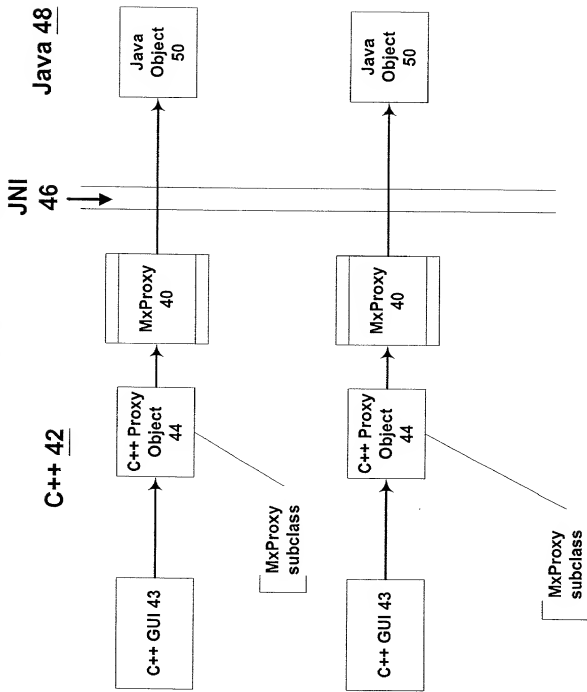 C++ 42
JNI
46
Java 48
C++ GUI 43
C++ Proxy
Object
44
MxProxy
40
Java
Object
50
MxProxy
subclass
C++ GUI 43
C++ Proxy
Object
44
MxProxy
40
Java
Object
50
MxProxy
subclass